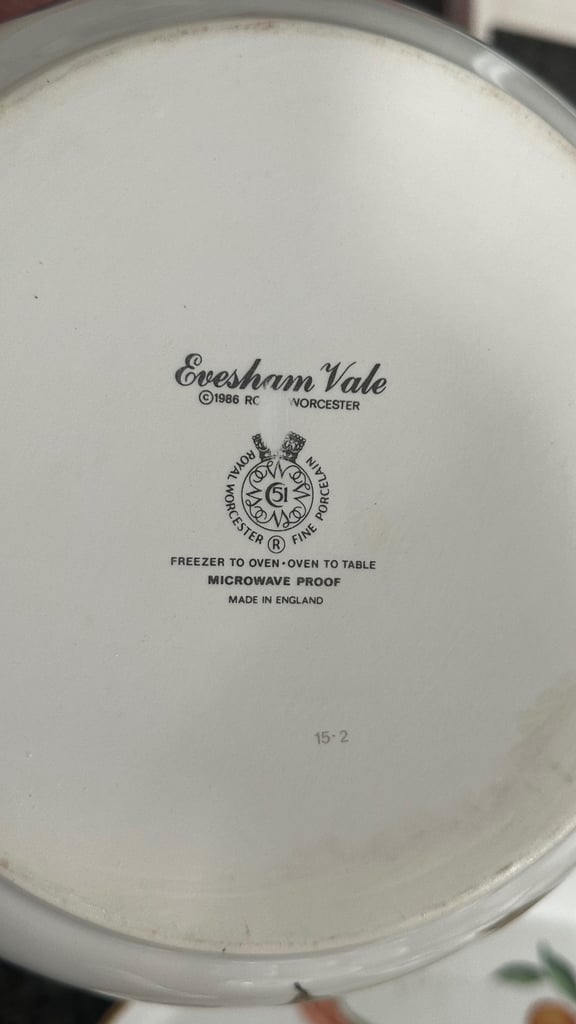 Evesham Vale
©1986 RO WORCESTER
ROYAL WORCESTER ® FINE PORCELAIN
51
FREEZER TO OVEN · OVEN TO TABLE
MICROWAVE PROOF
MADE IN ENGLAND
15-2